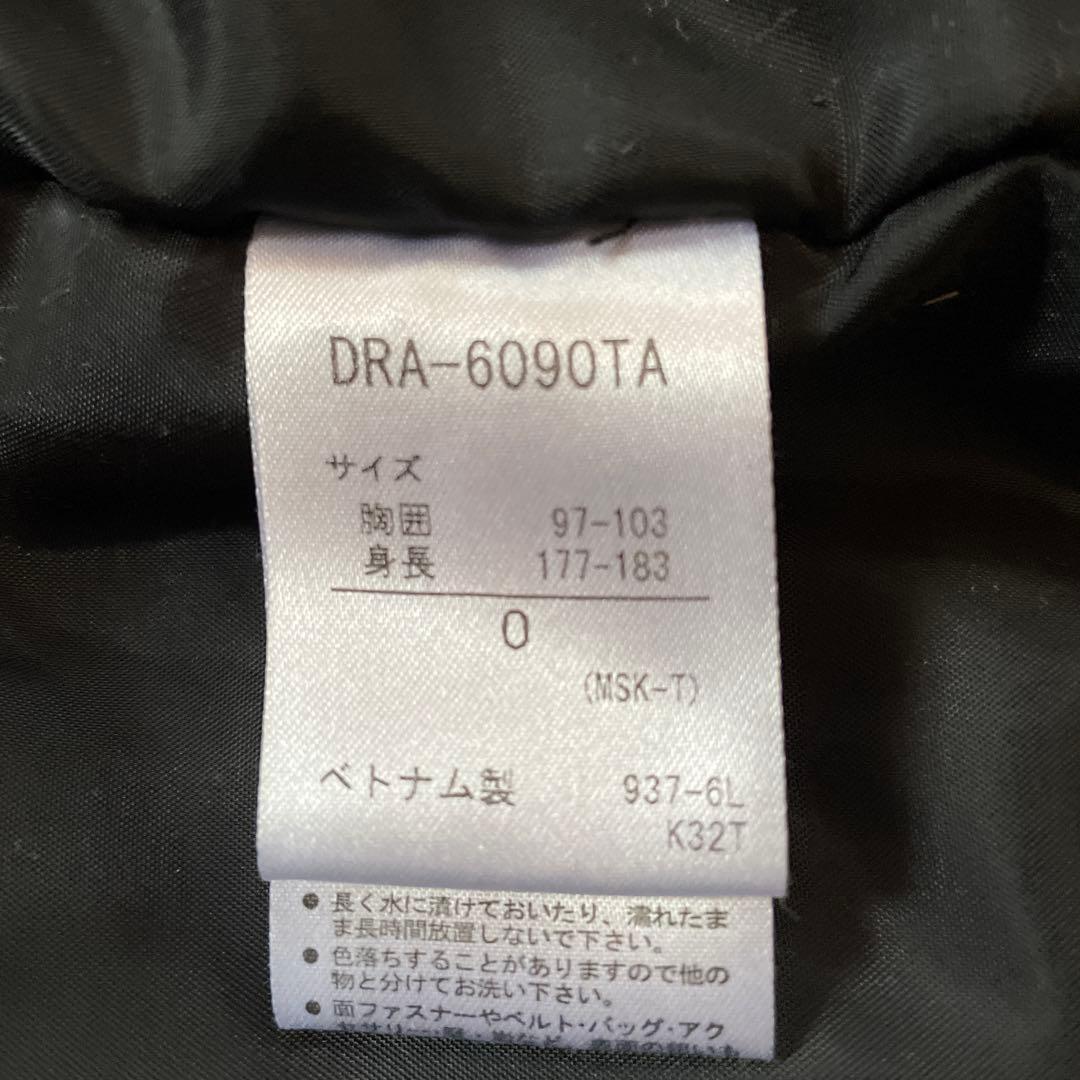 DRA-6090TA
サイズ
胸囲 97-103
身長 177-183
O
(MSK-T)
ベトナム製 937-6L
K32T
● 長く水に漬けておいたり、濡れたま
ま長時間放置しないで下さい。
● 色落ちすることがありますので他の
物と分けてお洗い下さい。
● 面ファスナーやベルト・バッグ・アク